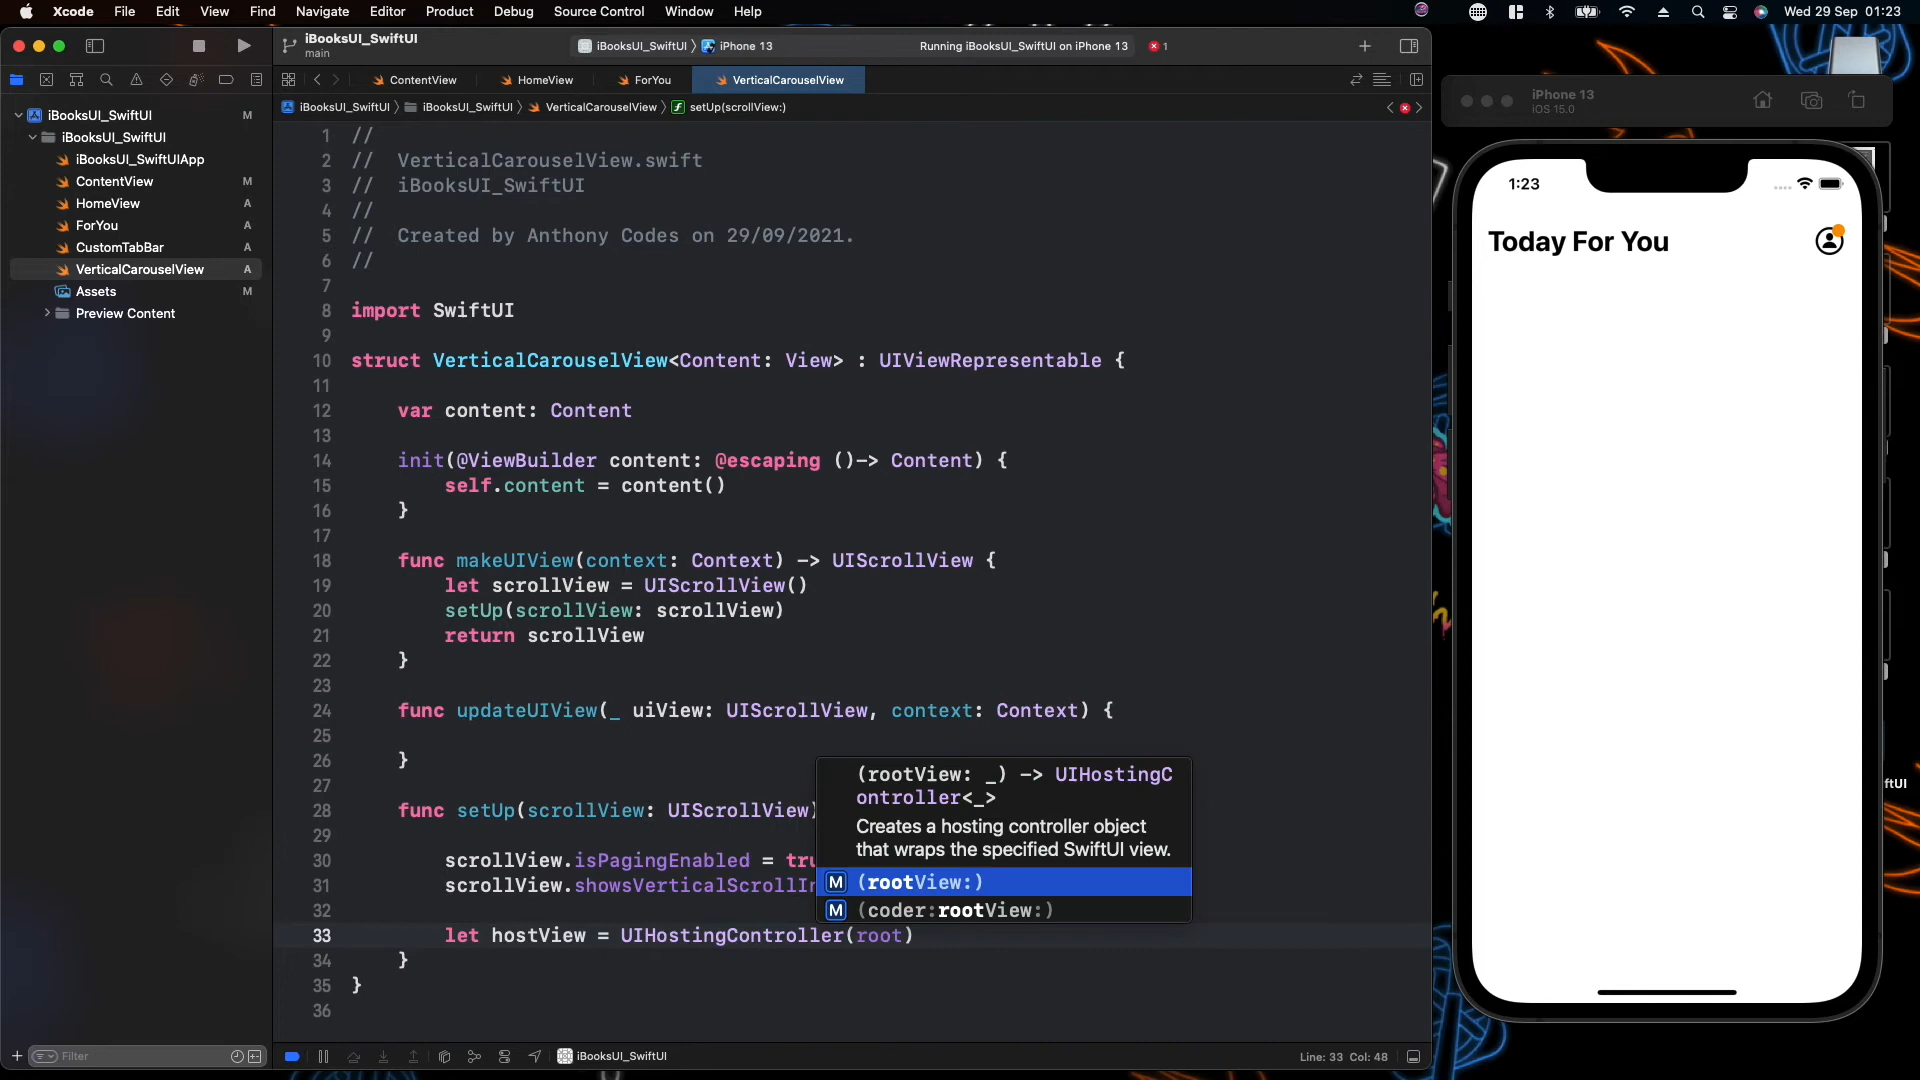 Xcode File Edit View Find Navigate Editor Product Debug Source Control Window Help Wed 29 Sep 01:23
iBooksUI_SwiftUI
main
iBooksUI_SwiftUI iPhone 13 Running iBooksUI_SwiftUI on iPhone 13 1
ContentView HomeView ForYou VerticalCarouselView
iBooksUI_SwiftUI iBooksUI_SwiftUI VerticalCarouselView setUp(scrollView:)
iBooksUI_SwiftUI M
iBooksUI_SwiftUI
iBooksUI_SwiftUIApp
ContentView M
HomeView A
ForYou A
CustomTabBar A
VerticalCarouselView A
Assets M
Preview Content
Filter
1 //
2 // VerticalCarouselView.swift
3 // iBooksUI_SwiftUI
4 //
5 // Created by Anthony Codes on 29/09/2021.
6 //
7
8 import SwiftUI
9
10 struct VerticalCarouselView<Content: View> : UIViewRepresentable {
11
12 var content: Content
13
14 init(@ViewBuilder content: @escaping ()-> Content) {
15 self.content = content()
16 }
17
18 func makeUIView(context: Context) -> UIScrollView {
19 let scrollView = UIScrollView()
20 setUp(scrollView: scrollView)
21 return scrollView
22 }
23
24 func updateUIView(_ uiView: UIScrollView, context: Context) {
25
26 }
27
28 func setUp(scrollView: UIScrollView)
29
30 scrollView.isPagingEnabled = tru
31 scrollView.showsVerticalScrollIn
32
33 let hostView = UIHostingController(root)
34 }
35 }
36
(rootView: _) -> UIHostingC
ontroller<_>
Creates a hosting controller object
that wraps the specified SwiftUI view.
M (rootView:)
M (coder:rootView:)
iBooksUI_SwiftUI
Line: 33 Col: 48
iPhone 13
iOS 15.0
1:23
Today For You
ftUI